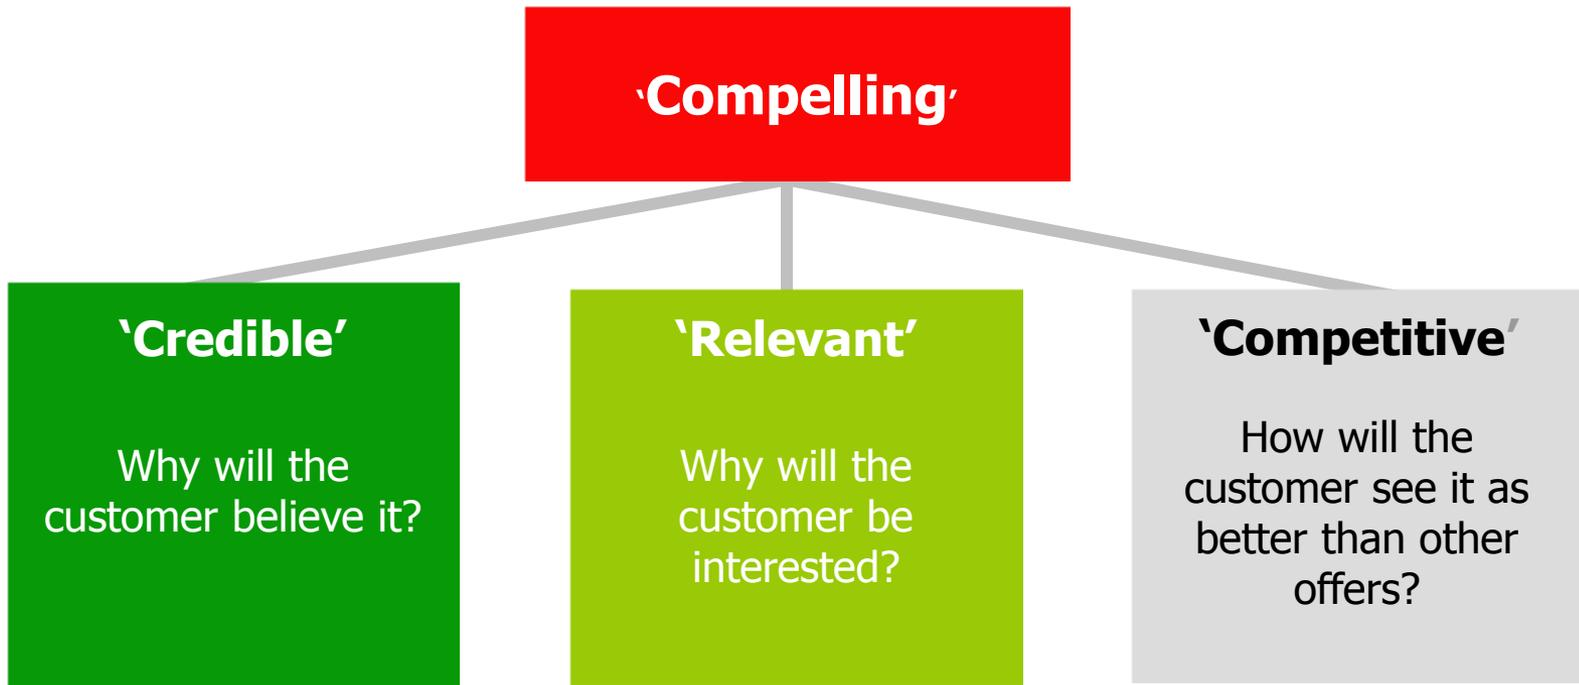 ‘Compelling’
‘Credible’
Why will the
customer believe it?
‘Relevant’
Why will the
customer be
interested?
‘Competitive’
How will the
customer see it as
better than other
offers?